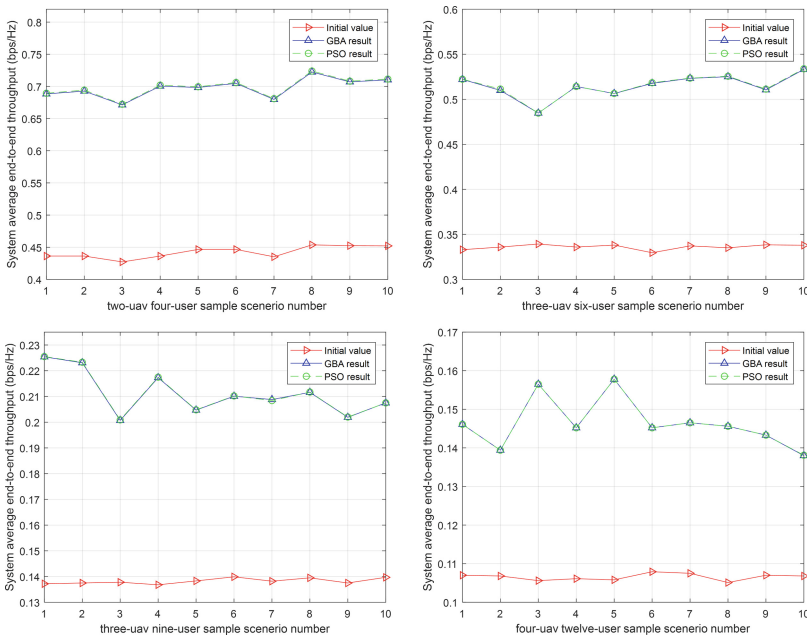 System average end-to-end throughput (bps/Hz)
0.8
0.75
0.7
0.65
0.6
0.55
0.5
0.45
0.4
Initial value
GBA result
PSO result
1 2 3 4 5 6 7 8 9 10
two-uav four-user sample scenerio number
System average end-to-end throughput (bps/Hz)
0.6
0.55
0.5
0.45
0.4
0.35
0.3
Initial value
GBA result
PSO result
1 2 3 4 5 6 7 8 9 10
three-uav six-user sample scenerio number
System average end-to-end throughput (bps/Hz)
0.23
0.22
0.21
0.2
0.19
0.18
0.17
0.16
0.15
0.14
0.13
Initial value
GBA result
PSO result
1 2 3 4 5 6 7 8 9 10
three-uav nine-user sample scenerio number
System average end-to-end throughput (bps/Hz)
0.17
0.16
0.15
0.14
0.13
0.12
0.11
0.1
Initial value
GBA result
PSO result
1 2 3 4 5 6 7 8 9 10
four-uav twelve-user sample scenerio number